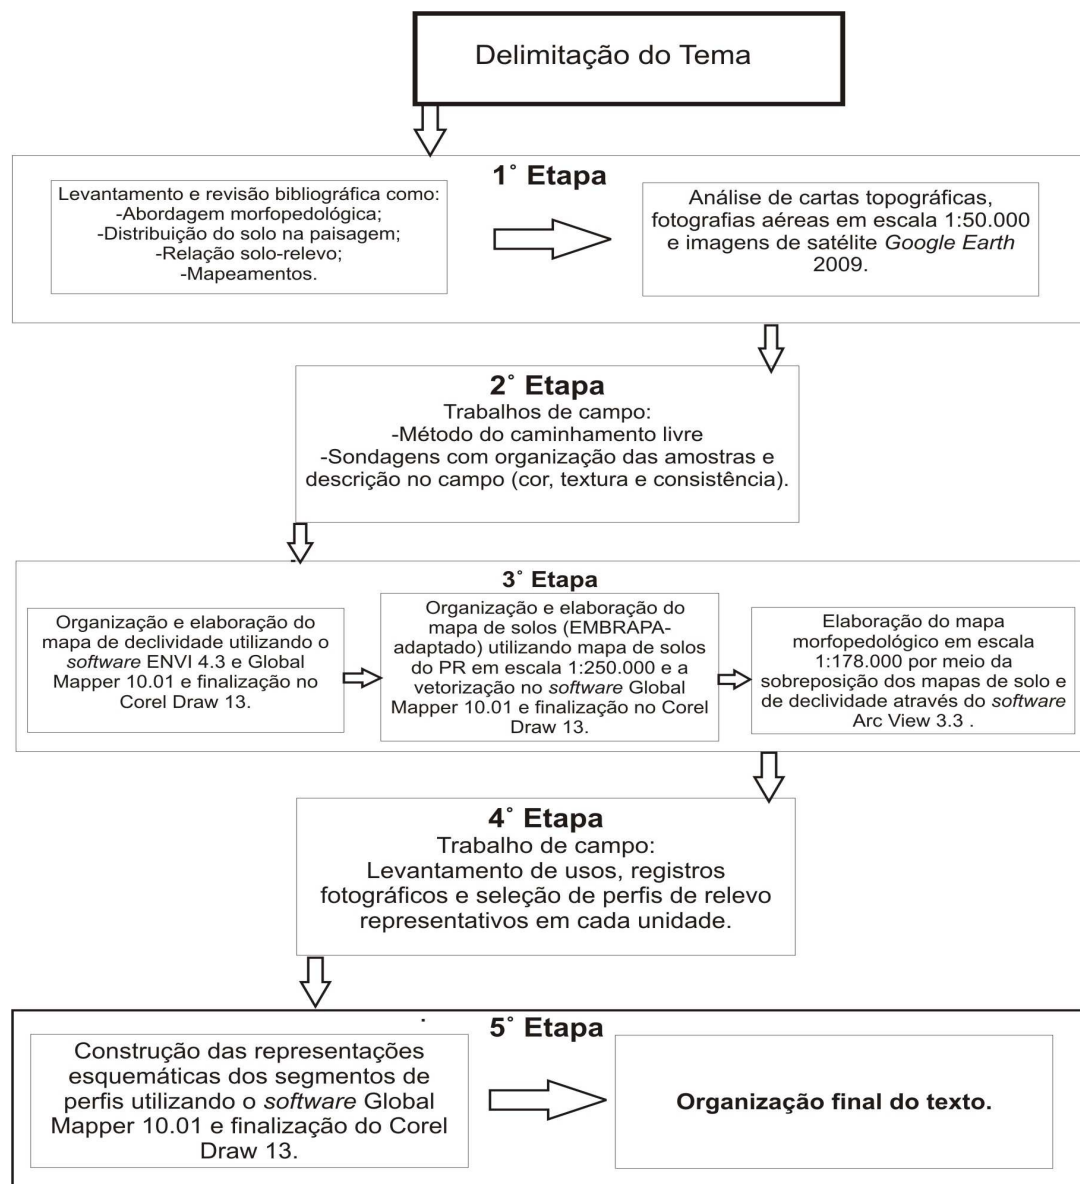 Delimitação do Tema
1° Etapa
Levantamento e revisão bibliográfica como:
-Abordagem morfopedológica;
-Distribuição do solo na paisagem;
-Relação solo-relevo;
-Mapeamentos.
Análise de cartas topográficas,
fotografias aéreas em escala 1:50.000
e imagens de satélite Google Earth
2009.
2° Etapa
Trabalhos de campo:
-Método do caminhamento livre
-Sondagens com organização das amostras e
descrição no campo (cor, textura e consistência).
3° Etapa
Organização e elaboração do
mapa de declividade utilizando o
software ENVI 4.3 e Global
Mapper 10.01 e finalização no
Corel Draw 13.
Organização e elaboração do
mapa de solos (EMBRAPA-
adaptado) utilizando mapa de solos
do PR em escala 1:250.000 e a
vetorização no software Global
Mapper 10.01 e finalização no Corel
Draw 13.
Elaboração do mapa
morfopedológico em escala
1:178.000 por meio da
sobreposição dos mapas de solo e
de declividade através do software
Arc View 3.3 .
4° Etapa
Trabalho de campo:
Levantamento de usos, registros
fotográficos e seleção de perfis de relevo
representativos em cada unidade.
5° Etapa
Construção das representações
esquemáticas dos segmentos de
perfis utilizando o software Global
Mapper 10.01 e finalização do Corel
Draw 13.
Organização final do texto.